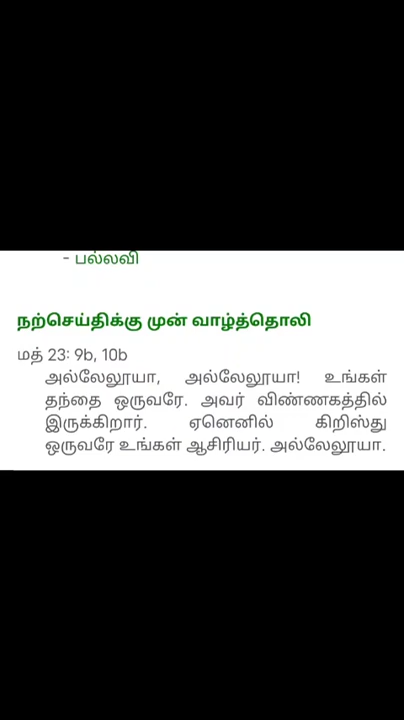 - பல்லவி
நற்செய்திக்கு முன் வாழ்த்தொலி
மத் 23: 9b, 10b
அல்லேலூயா, அல்லேலூயா! உங்கள்
தந்தை ஒருவரே. அவர் விண்ணகத்தில்
இருக்கிறார். ஏனெனில் கிறிஸ்து
ஒருவரே உங்கள் ஆசிரியர். அல்லேலூயா.